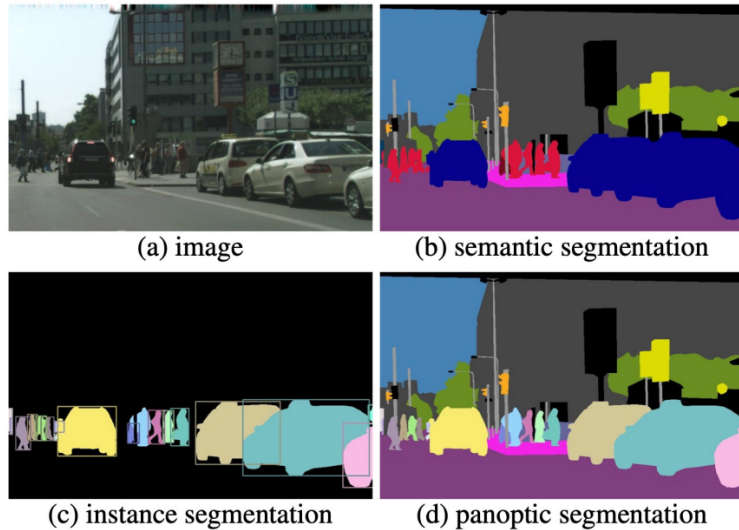 (a) image
(b) semantic segmentation
(c) instance segmentation
(d) panoptic segmentation